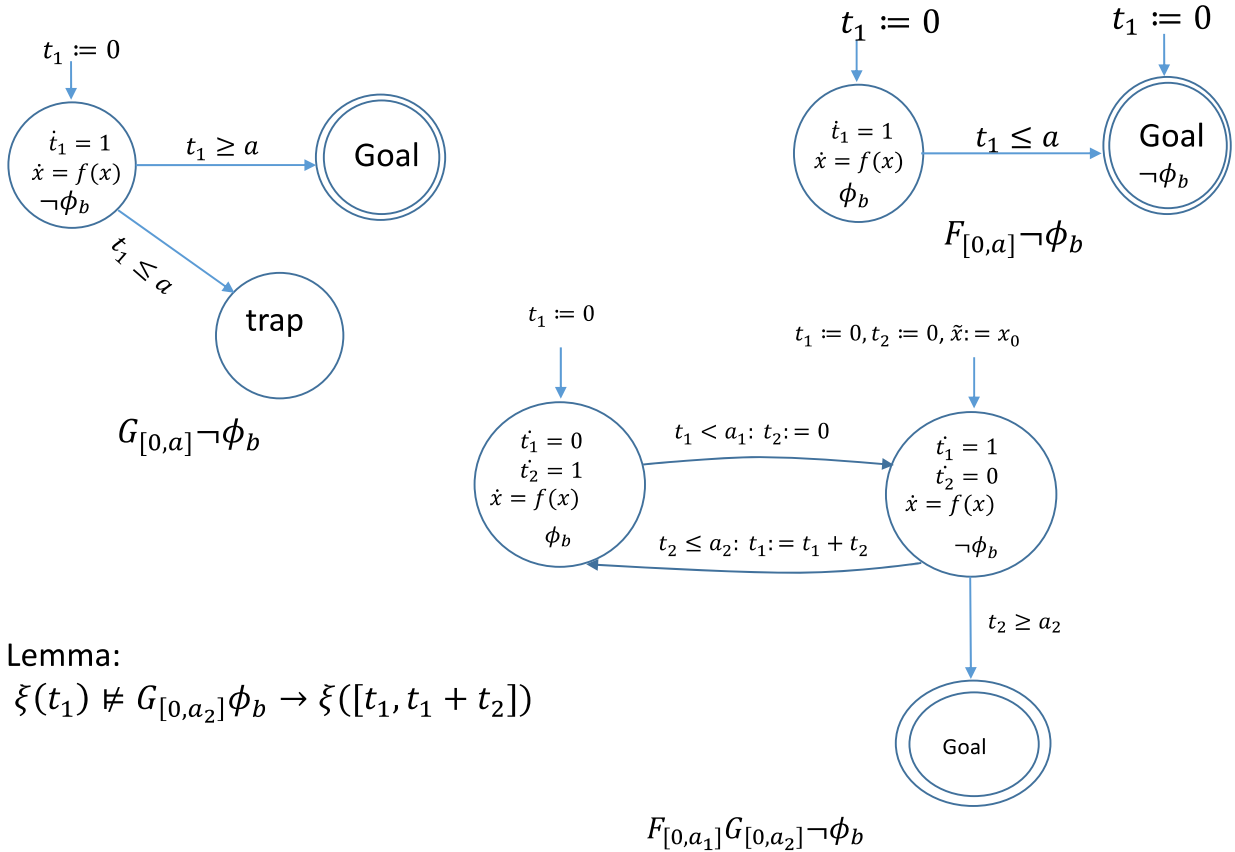 t₁ ≔ 0
ṫ₁ = 1
ẋ = f(x)
¬ϕ_b
t₁ ≥ a
Goal
t₁ ≤ a
trap
G_[0,a]¬ϕ_b
t₁ ≔ 0
t₁ ≔ 0
ṫ₁ = 1
ẋ = f(x)
ϕ_b
t₁ ≤ a
Goal
¬ϕ_b
F_[0,a]¬ϕ_b
t₁ ≔ 0
t₁ ≔ 0, t₂ ≔ 0, x̃: = x₀
ṫ₁ = 0
ṫ₂ = 1
ẋ = f(x)
ϕ_b
t₁ < a₁: t₂: = 0
t₂ ≤ a₂: t₁: = t₁ + t₂
ṫ₁ = 1
ṫ₂ = 0
ẋ = f(x)
¬ϕ_b
t₂ ≥ a₂
Goal
F_[0,a₁]G_[0,a₂]¬ϕ_b
Lemma:
ξ(t₁) ⊭ G_[0,a₂]ϕ_b → ξ([t₁, t₁ + t₂])